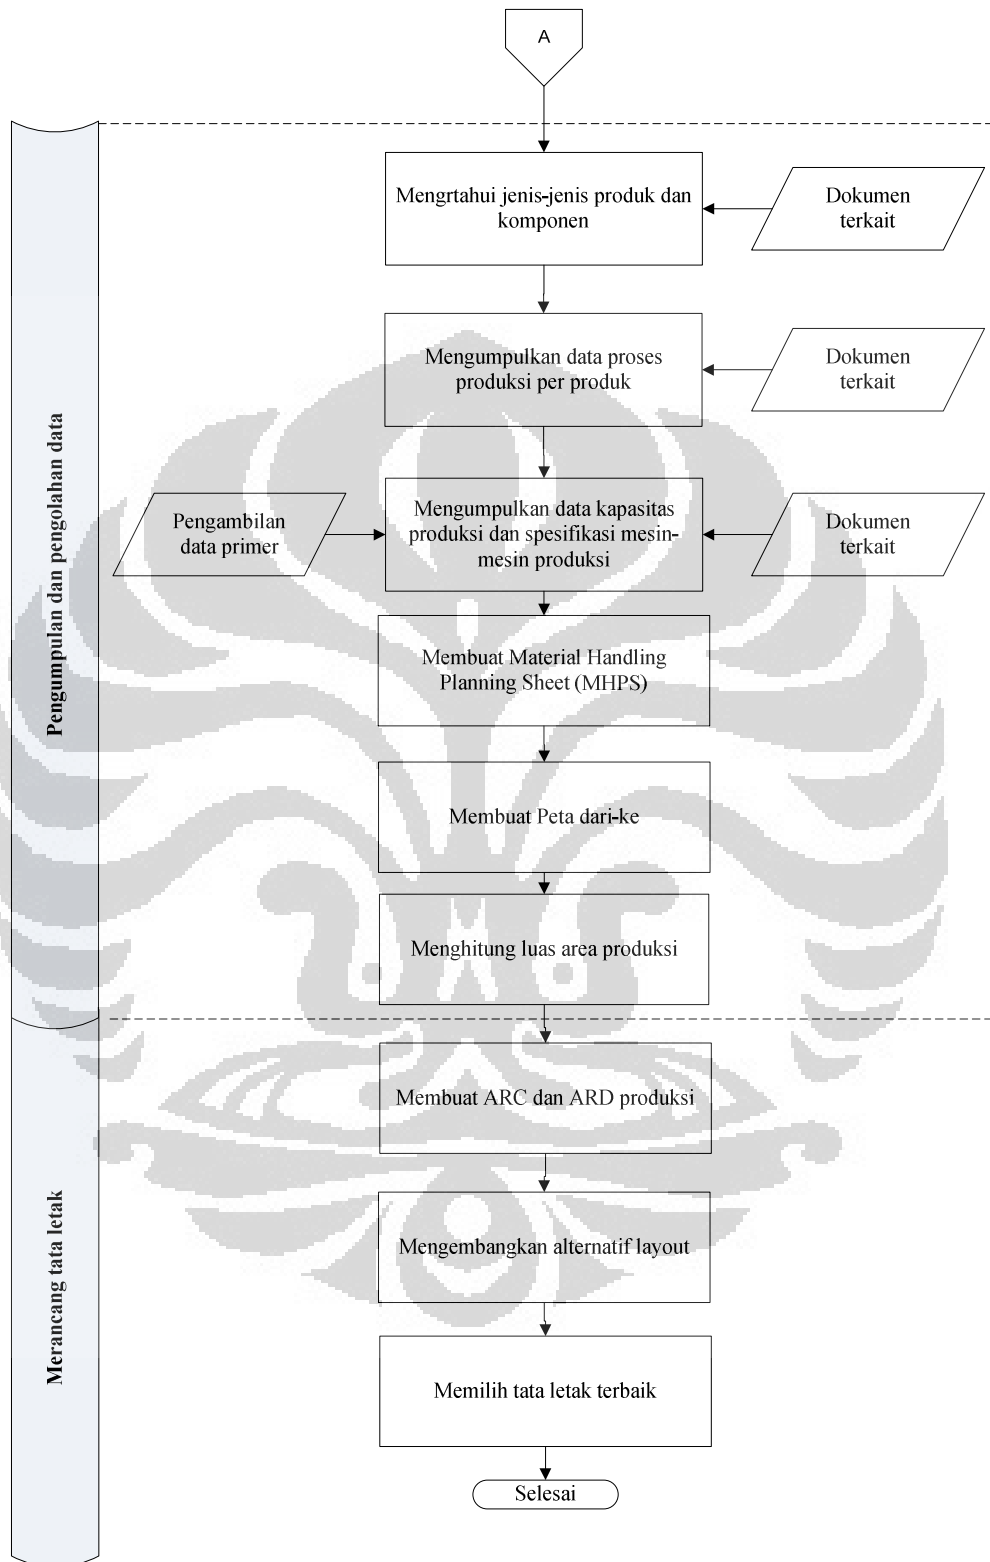 A
Mengrtahui jenis-jenis produk dan
komponen
Dokumen
terkait
Mengumpulkan data proses
produksi per produk
Dokumen
terkait
Pengambilan
data primer
Mengumpulkan data kapasitas
produksi dan spesifikasi mesin-
mesin produksi
Dokumen
terkait
Pengumpulan dan pengolahan data
Membuat Material Handling
Planning Sheet (MHPS)
Membuat Peta dari-ke
Menghitung luas area produksi
Merancang tata letak
Membuat ARC dan ARD produksi
Mengembangkan alternatif layout
Memilih tata letak terbaik
Selesai